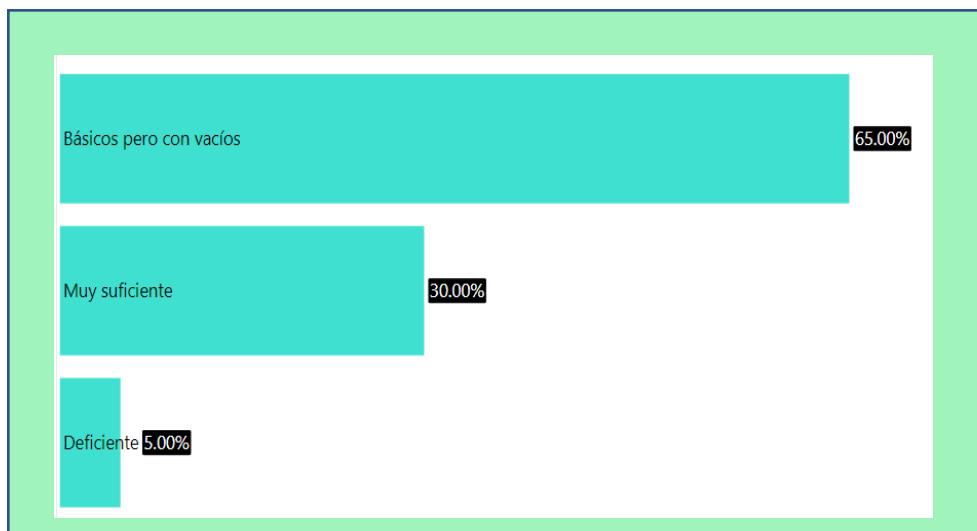 Básicos pero con vacíos 65.00%
Muy suficiente 30.00%
Deficiente 5.00%